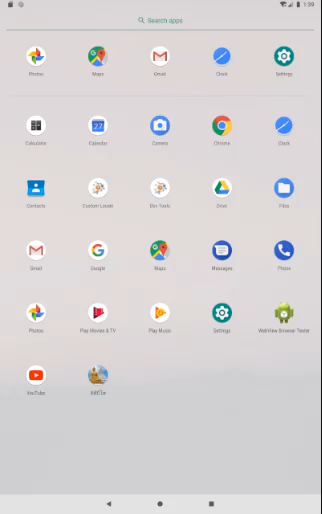 1:39
Search apps
Photos
Maps
Gmail
Clock
Settings
Calculator
Calendar
Camera
Chrome
Clock
Contacts
Custom Locale
Dev Tools
Drive
Files
Gmail
Google
Maps
Messages
Phone
Photos
Play Movies & TV
Play Music
Settings
WebView Browser Tester
YouTube